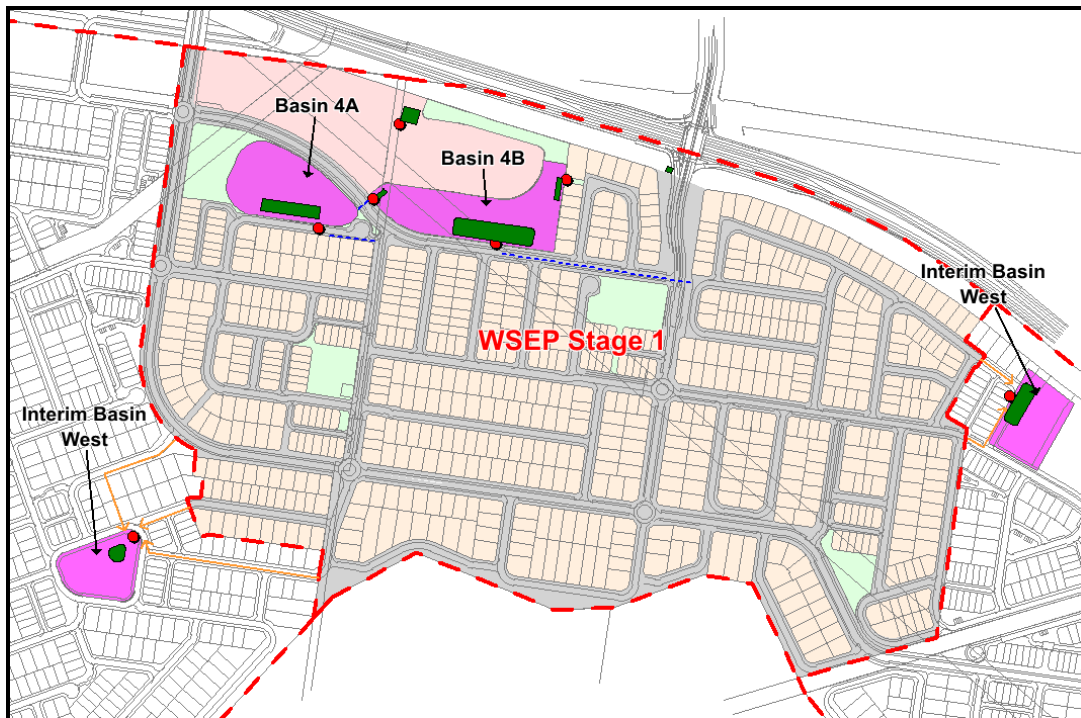 Basin 4A
Basin 4B
Interim Basin
West
WSEP Stage 1
Interim Basin
West